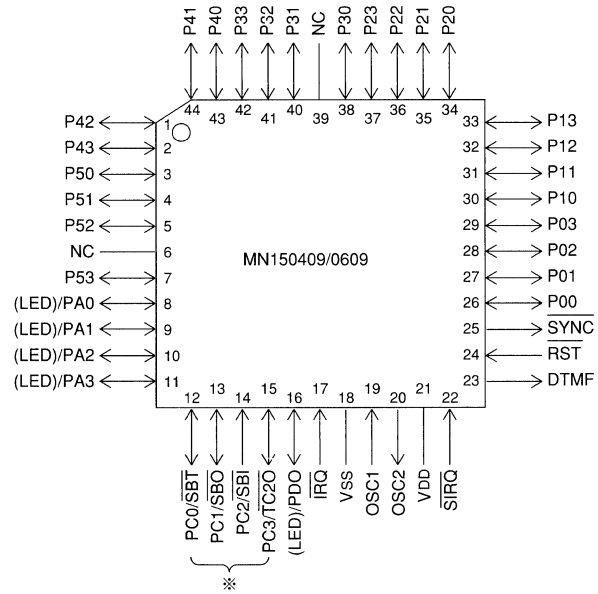 P41 P40 P33 P32 P31 NC P30 P23 P22 P21 P20
44 43 42 41 40 39 38 37 36 35 34
P42 1
P43 2
P50 3
P51 4
P52 5
NC 6
P53 7
(LED)/PA0 8
(LED)/PA1 9
(LED)/PA2 10
(LED)/PA3 11
MN150409/0609
33 P13
32 P12
31 P11
30 P10
29 P03
28 P02
27 P01
26 P00
25 SYNC
24 RST
23 DTMF
12 13 14 15 16 17 18 19 20 21 22
PC0/SBT
PC1/SBO
PC2/SBI
PC3/TC2O
(LED)/PDO
IRQ
VSS
OSC1
OSC2
VDD
SIRQ
※